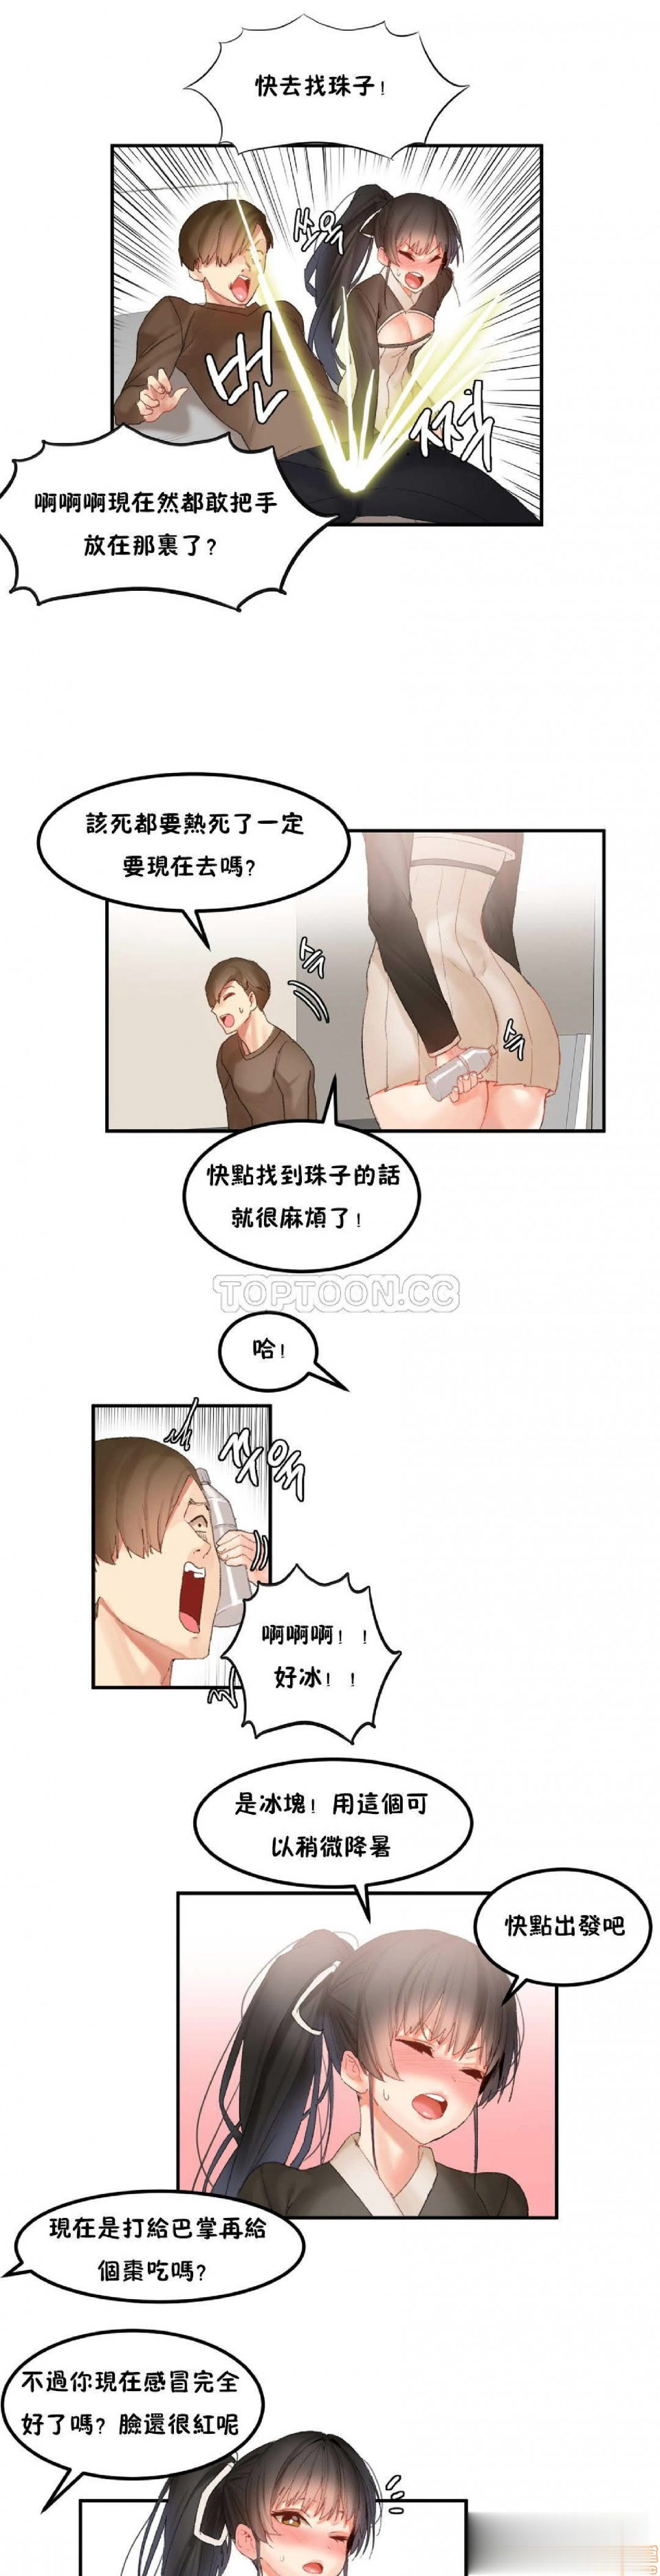 快去找珠子!
쏘옥
번
쩍
啊啊啊現在然都敢把手
放在那裏了?
該死都要熱死了一定
要現在去嗎?
스
스
快點找到珠子的話
就很麻煩了!
TOPTOON.CC
哈!
啊啊啊! !
好冰! !
是冰塊! 用這個可
以稍微降暑
快點出發吧
現在是打給巴掌再給
個棗吃嗎?
不過你現在感冒完全
好了嗎? 臉還很紅呢